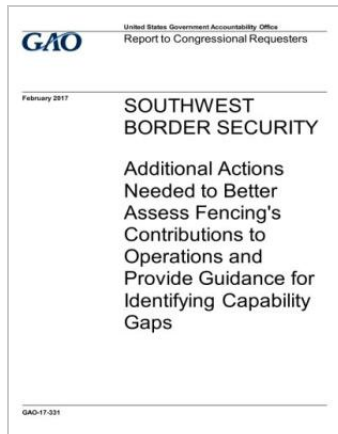 United States Government Accountability Office
GAO
Report to Congressional Requesters
February 2017
SOUTHWEST
BORDER SECURITY
Additional Actions
Needed to Better
Assess Fencing's
Contributions to
Operations and
Provide Guidance for
Identifying Capability
Gaps
GAO-17-331